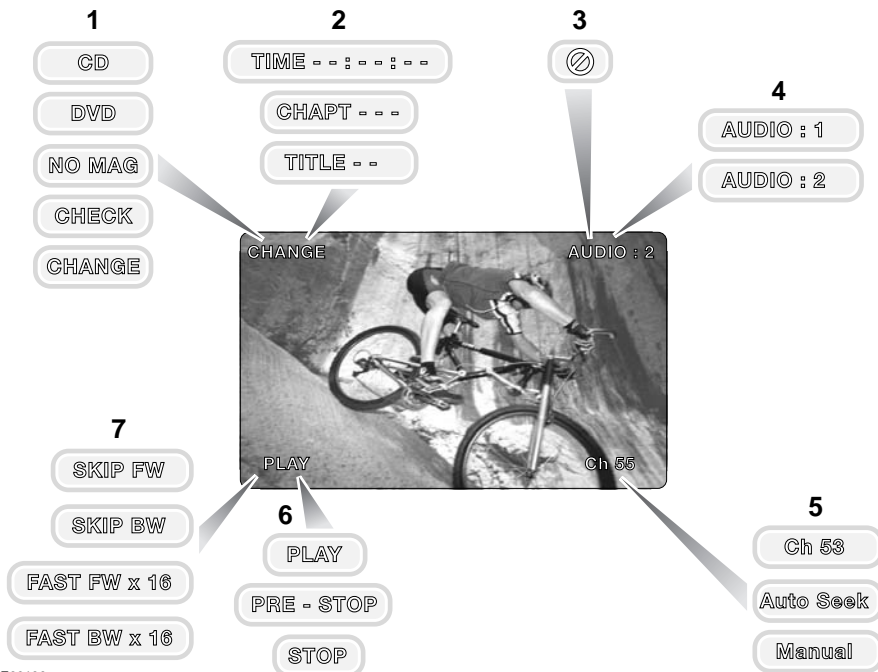 1
CD
DVD
NO MAG
CHECK
CHANGE
2
TIME - - : - - : - -
CHAPT - - -
TITLE - -
3
4
AUDIO : 1
AUDIO : 2
CHANGE
AUDIO : 2
PLAY
Ch 55
7
SKIP FW
SKIP BW
FAST FW x 16
FAST BW x 16
6
PLAY
PRE - STOP
STOP
5
Ch 53
Auto Seek
Manual